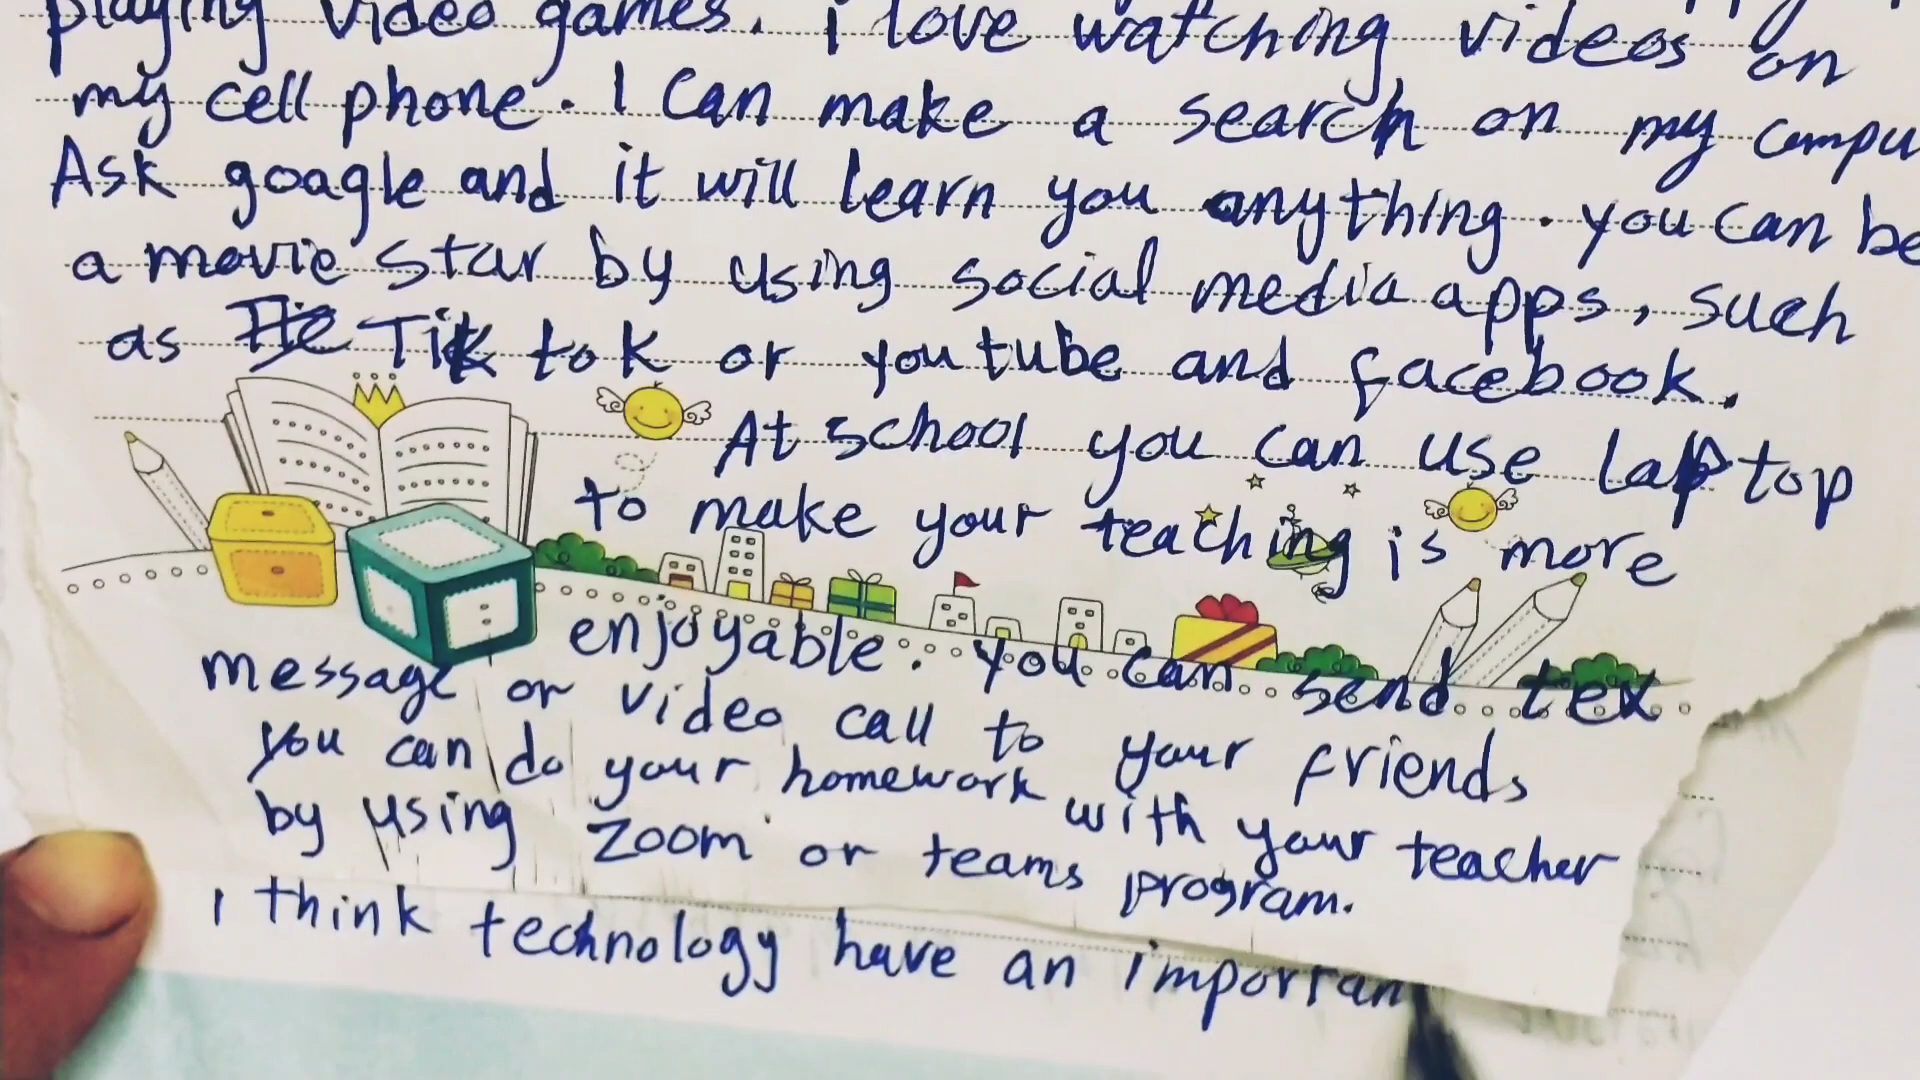 playing video games. i love watching videos on
my cell phone. I can make a search on my compu
Ask goagle and it will learn you anything. you can be
a movie star by using social media apps, such
as Tik tok or youtube and facebook.
At school you can use laptop
to make your teaching is more
enjoyable. you can send tex
message or video call to your friends
you can do your homework with your teacher
by using Zoom or teams program.
I think technology have an importan